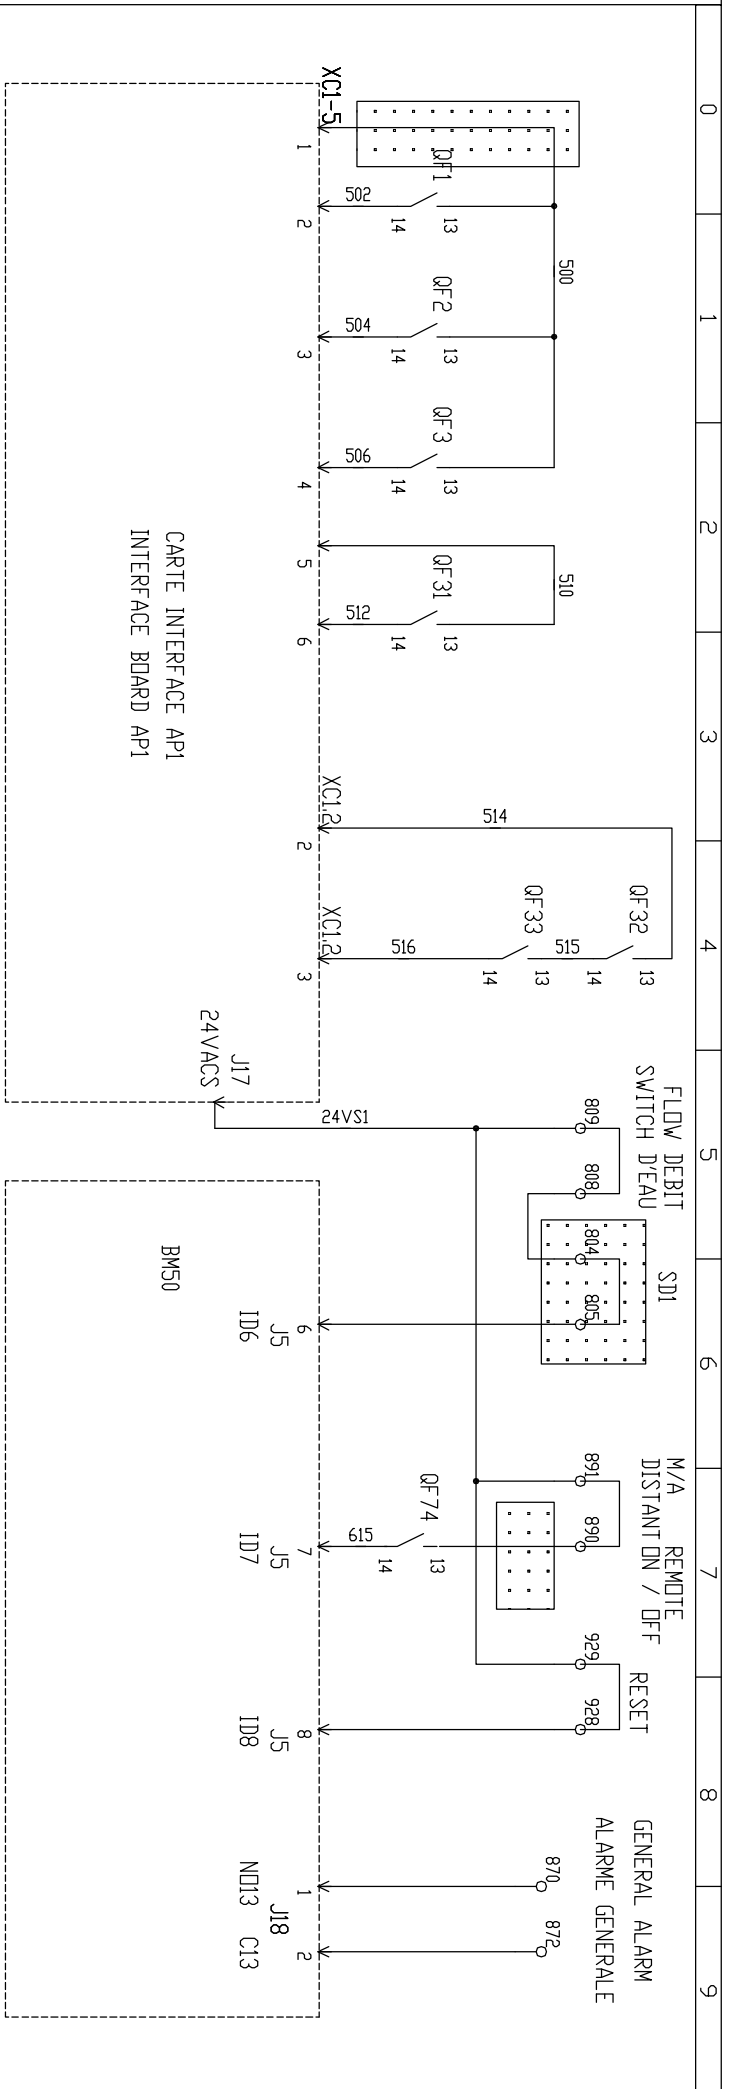 0
1
2
3
4
5
6
7
8
9
XC1-5
1
QF1
502
14
13
2
500
QF2
504
14
13
3
QF3
506
14
13
4
5
510
QF31
512
14
13
6
CARTE INTERFACE AP1
INTERFACE BOARD AP1
XC1.2
2
514
XC1.2
3
516
QF33
14
13
515
QF32
14
13
J17
24VACS
24VS1
FLOW DEBIT
SWITCH D'EAU
809
808
804
805
SD1
BM50
6
J5
ID6
M/A REMOTE
DISTANT ON / OFF
891
890
QF74
615
14
13
7
J5
ID7
RESET
929
928
8
J5
ID8
GENERAL ALARM
ALARME GENERALE
870
872
1
J18
2
NO13 C13